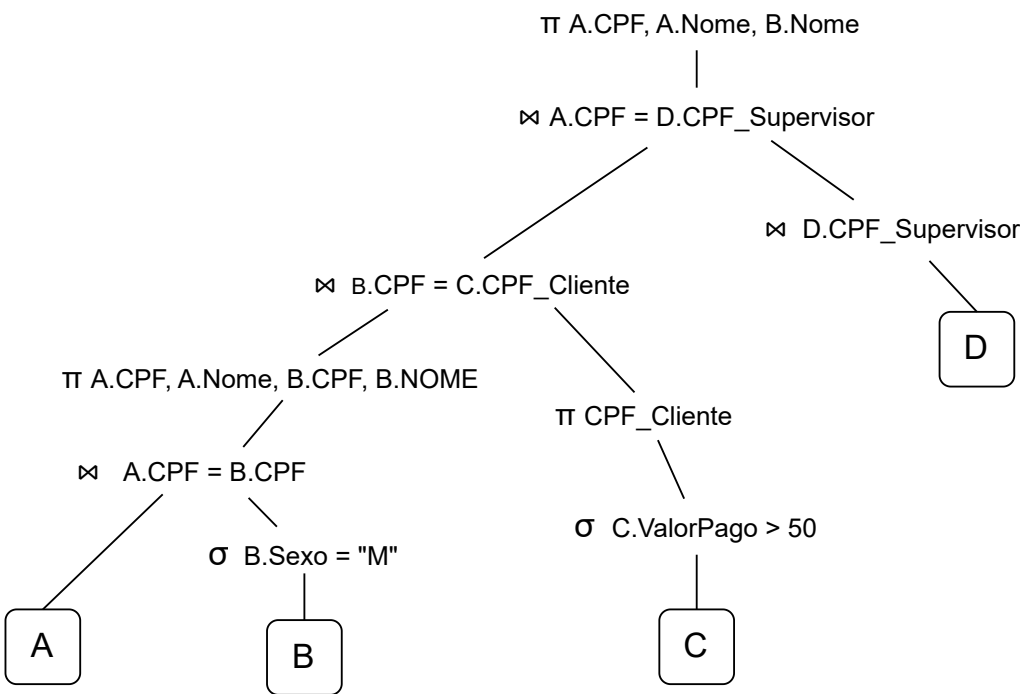 π A.CPF, A.Nome, B.Nome
⋈ A.CPF = D.CPF_Supervisor
⋈ D.CPF_Supervisor
⋈ B.CPF = C.CPF_Cliente
D
π A.CPF, A.Nome, B.CPF, B.NOME
π CPF_Cliente
⋈ A.CPF = B.CPF
σ C.ValorPago > 50
σ B.Sexo = "M"
A
B
C